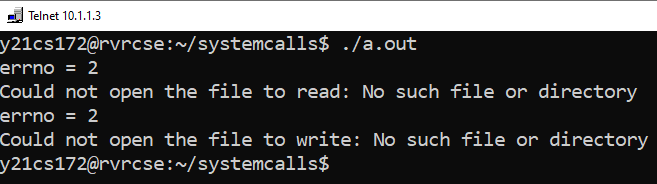 Telnet 10.1.1.3
y21cs172@rvrcse:~/systemcalls$ ./a.out
errno = 2
Could not open the file to read: No such file or directory
errno = 2
Could not open the file to write: No such file or directory
y21cs172@rvrcse:~/systemcalls$